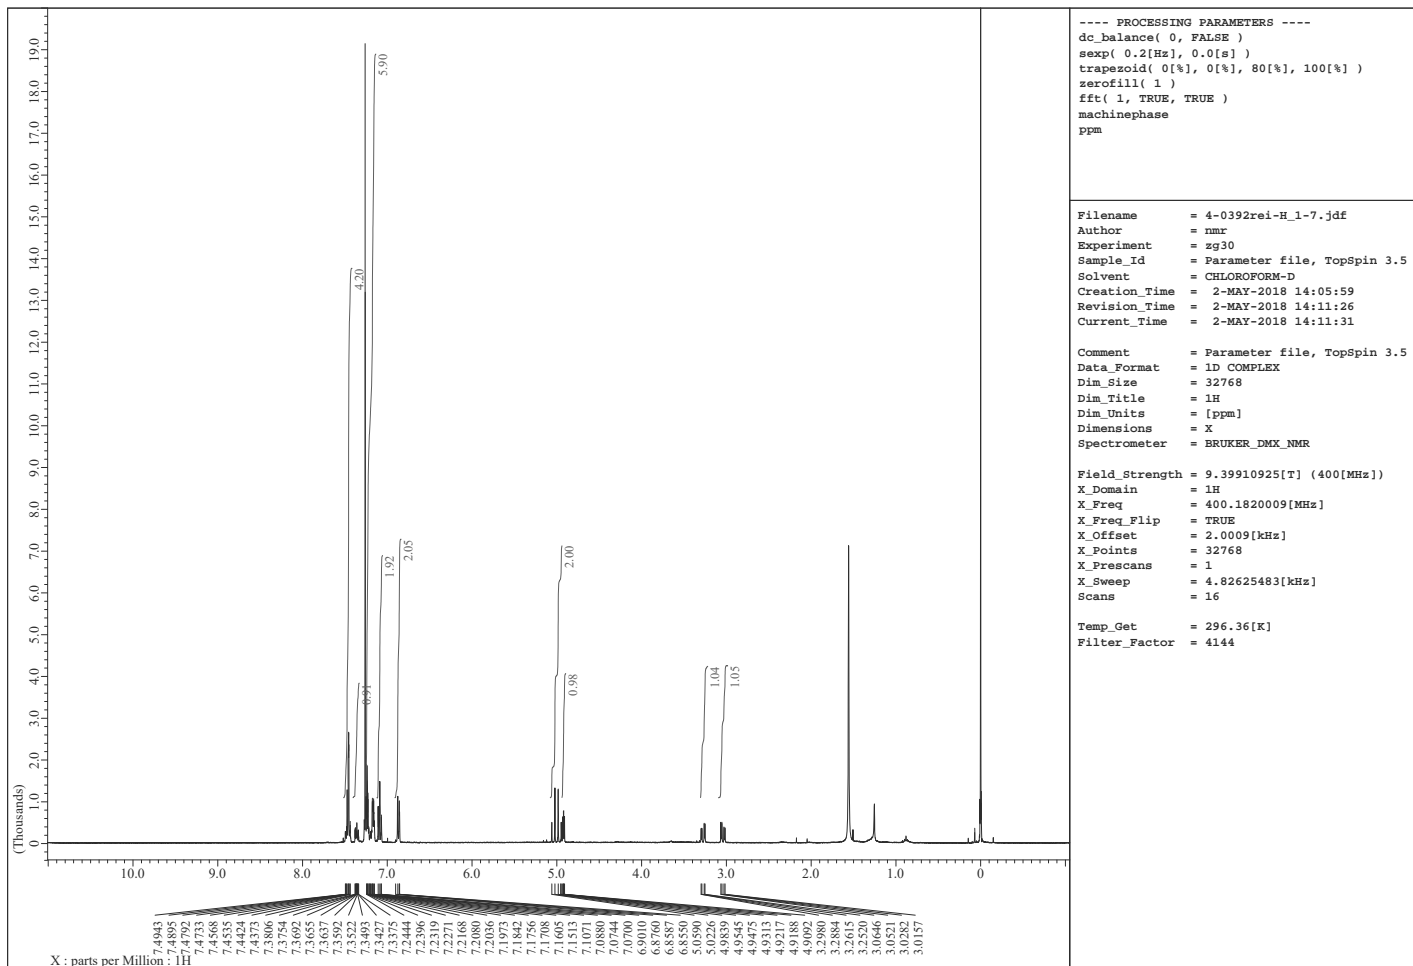 ---- PROCESSING PARAMETERS ----
dc_balance( 0, FALSE )
sexp( 0.2[Hz], 0.0[s] )
trapezoid( 0[%], 0[%], 80[%], 100[%] )
zerofill( 1 )
fft( 1, TRUE, TRUE )
machinephase
ppm
Filename = 4-0392rei-H_1-7.jdf
Author = nmr
Experiment = zg30
Sample_Id = Parameter file, TopSpin 3.5
Solvent = CHLOROFORM-D
Creation_Time = 2-MAY-2018 14:05:59
Revision_Time = 2-MAY-2018 14:11:26
Current_Time = 2-MAY-2018 14:11:31
Comment = Parameter file, TopSpin 3.5
Data_Format = 1D COMPLEX
Dim_Size = 32768
Dim_Title = 1H
Dim_Units = [ppm]
Dimensions = X
Spectrometer = BRUKER_DMX_NMR
Field_Strength = 9.39910925[T] (400[MHz])
X_Domain = 1H
X_Freq = 400.1820009[MHz]
X_Freq_Flip = TRUE
X_Offset = 2.0009[kHz]
X_Points = 32768
X_Prescans = 1
X_Sweep = 4.82625483[kHz]
Scans = 16
Temp_Get = 296.36[K]
Filter_Factor = 4144
(Thousands)
19.0
18.0
17.0
16.0
15.0
14.0
13.0
12.0
11.0
10.0
9.0
8.0
7.0
6.0
5.0
4.0
3.0
2.0
1.0
0
4.20
0.91
5.90
1.92
2.05
2.00
0.98
1.04
1.05
10.0 9.0 8.0 7.0 6.0 5.0 4.0 3.0 2.0 1.0 0
7.4943
7.4895
7.4792
7.4733
7.4568
7.4535
7.4424
7.4373
7.3806
7.3754
7.3692
7.3655
7.3637
7.3592
7.3522
7.3493
7.3427
7.3375
7.2444
7.2396
7.2319
7.2271
7.2168
7.2080
7.2036
7.1973
7.1842
7.1756
7.1708
7.1605
7.1513
7.1071
7.0880
7.0744
7.0700
6.9010
6.8760
6.8587
6.8550
5.0590
5.0226
4.9839
4.9545
4.9475
4.9313
4.9217
4.9188
4.9092
3.2980
3.2884
3.2615
3.2520
3.0646
3.0521
3.0282
3.0157
X : parts per Million : 1H